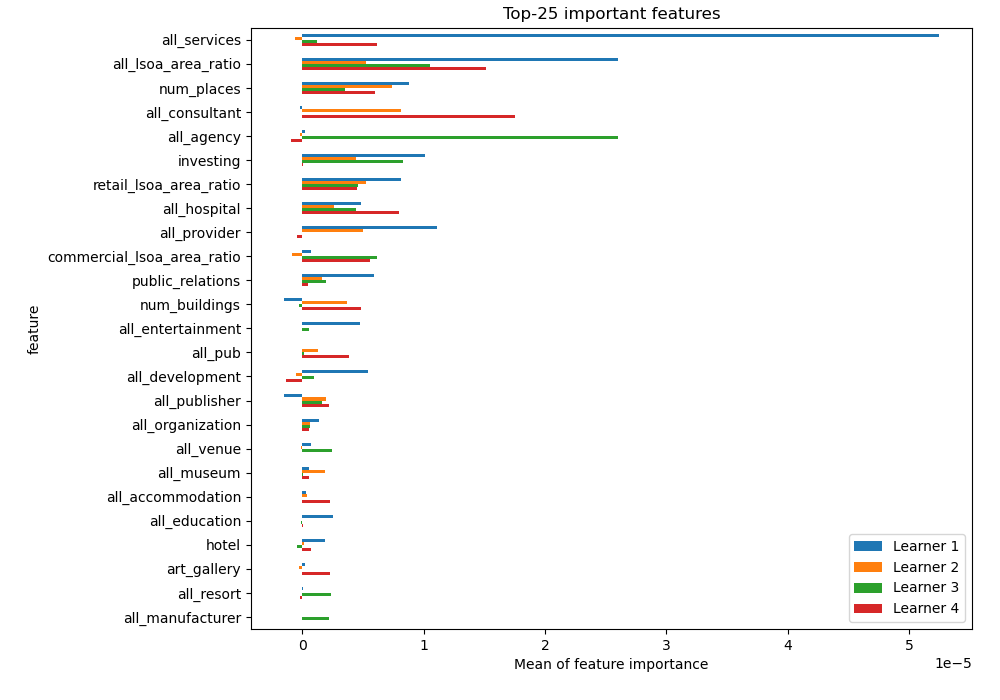 Top-25 important features
all_services
all_lsoa_area_ratio
num_places
all_consultant
all_agency
investing
retail_lsoa_area_ratio
all_hospital
all_provider
commercial_lsoa_area_ratio
public_relations
num_buildings
all_entertainment
all_pub
all_development
all_publisher
all_organization
all_venue
all_museum
all_accommodation
all_education
hotel
art_gallery
all_resort
all_manufacturer
feature
Learner 1
Learner 2
Learner 3
Learner 4
0 1 2 3 4 5
1e−5
Mean of feature importance